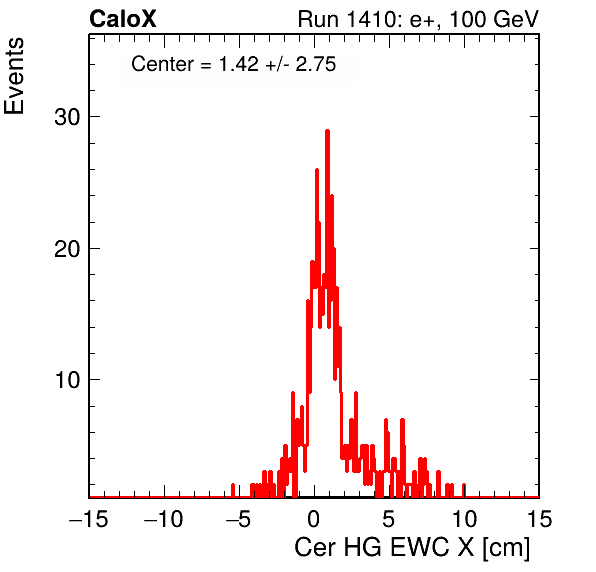 CaloX Run 1410: e+, 100 GeV
Events
Center = 1.42 +/- 2.75
30
20
10
−15 −10 −5 0 5 10 15
Cer HG EWC X [cm]